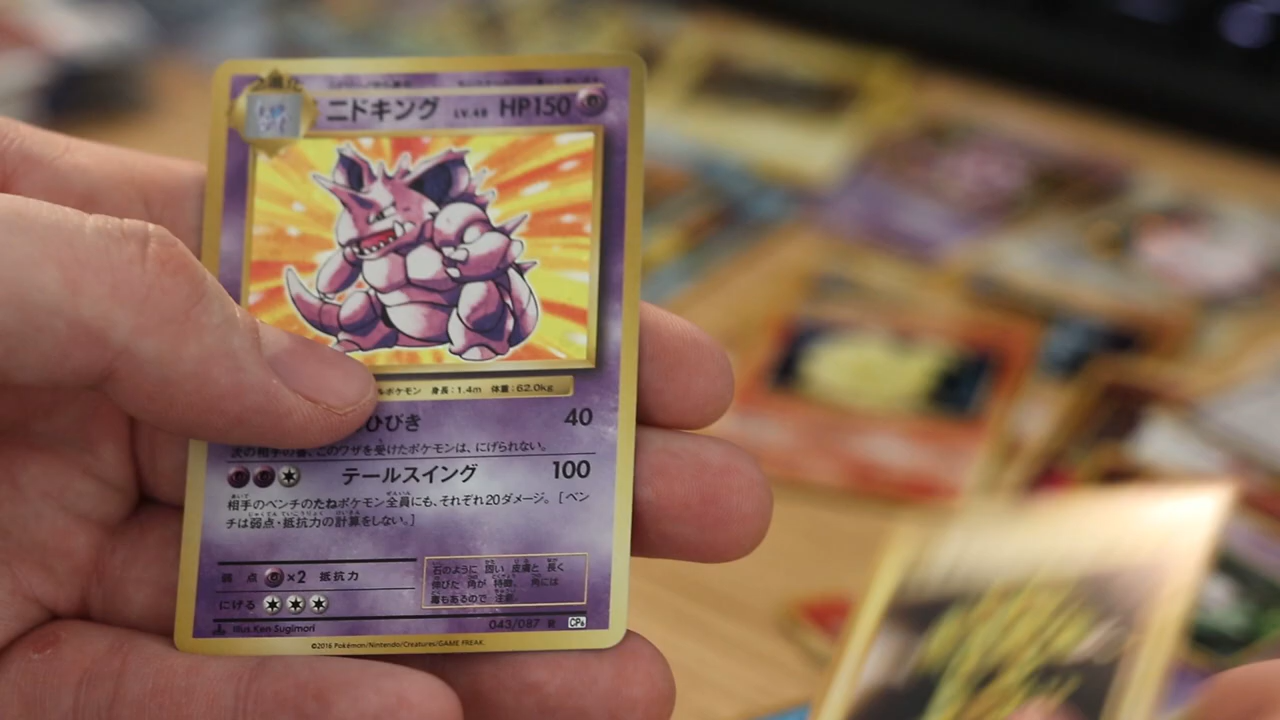 ニドキング LV.48 HP150
ポケモン 身長:1.4m 体重:62.0kg
ひびき 40
次の相手の番、このワザを受けたポケモンは、にげられない。
テールスイング 100
相手のベンチのたねポケモン全員にも、それぞれ20ダメージ。[ベン
チは弱点・抵抗力の計算をしない。]
弱点 ×2 抵抗力
石のように 固い 皮膚と 長く
伸びた 角が 特徴。 角には
毒もあるので 注意。
にげる
Illus. Ken Sugimori 043/087 R CP6
©2016 Pokémon/Nintendo/Creatures/GAME FREAK.